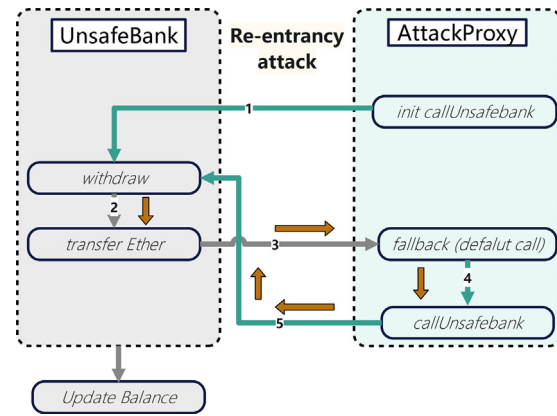 UnsafeBank
Re-entrancy
attack
AttackProxy
1
init callUnsafebank
withdraw
2
transfer Ether
3
fallback (defalut call)
4
callUnsafebank
5
Update Balance